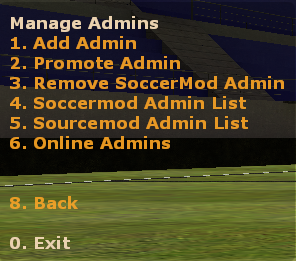 Manage Admins
1. Add Admin
2. Promote Admin
3. Remove SoccerMod Admin
4. Soccermod Admin List
5. Sourcemod Admin List
6. Online Admins
8. Back
0. Exit